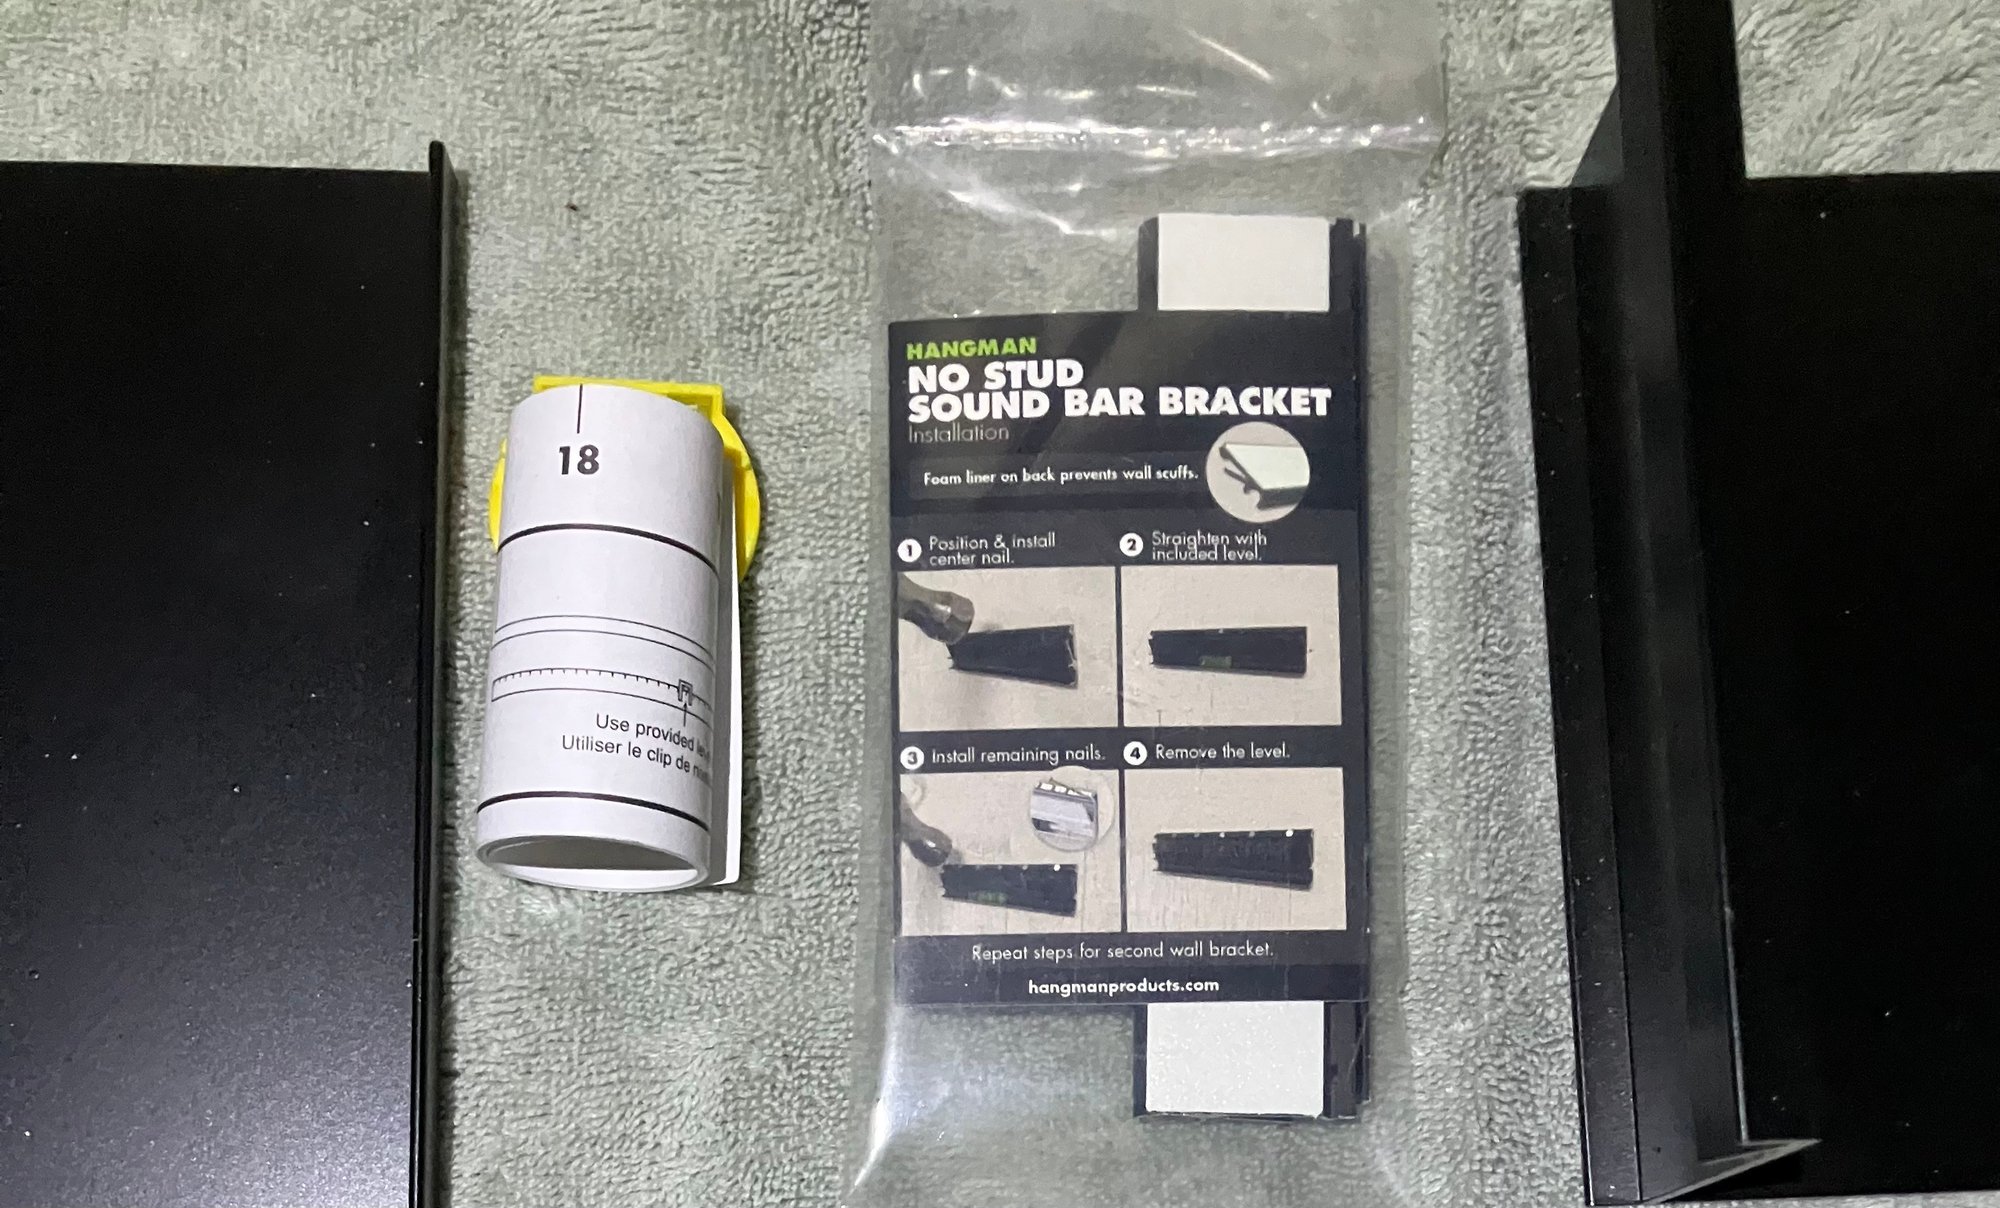 18
Use provided
Utiliser le clip de
HANGMAN
NO STUD
SOUND BAR BRACKET
Installation
Foam liner on back prevents wall scuffs.
1 Position & install
center nail.
2 Straighten with
included level.
3 Install remaining nails.
4 Remove the level.
Repeat steps for second wall bracket.
hangmanproducts.com